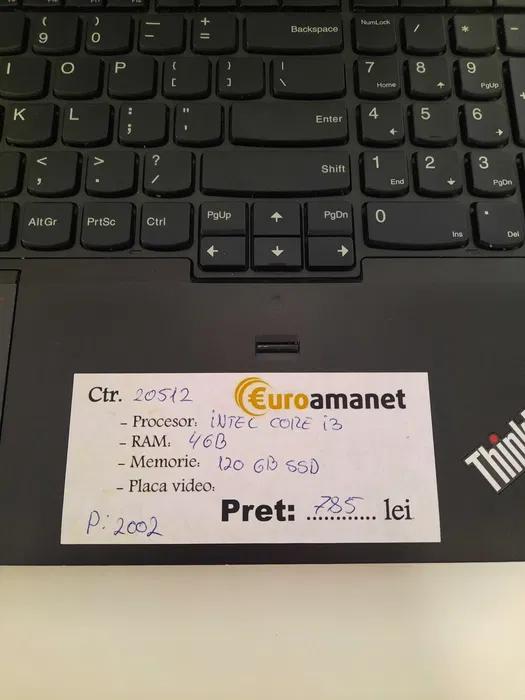 ( 9 ) 0 _ - + = Backspace NumLock / * -
I O P { [ } ] | \ 7 Home 8 9 PgUp
K L : ; " ' Enter 4 5 6
< , > . ? / Shift 1 End 2 3 PgDn
AltGr PrtSc Ctrl PgUp ↑ PgDn 0 Ins . Del
← ↓ →
Ctr. 20512 €uroamanet
- Procesor: INTEL CORE i3
- RAM: 4GB
- Memorie: 120 GB SSD
- Placa video:
P: 2002 Pret: ..785.... lei
Think